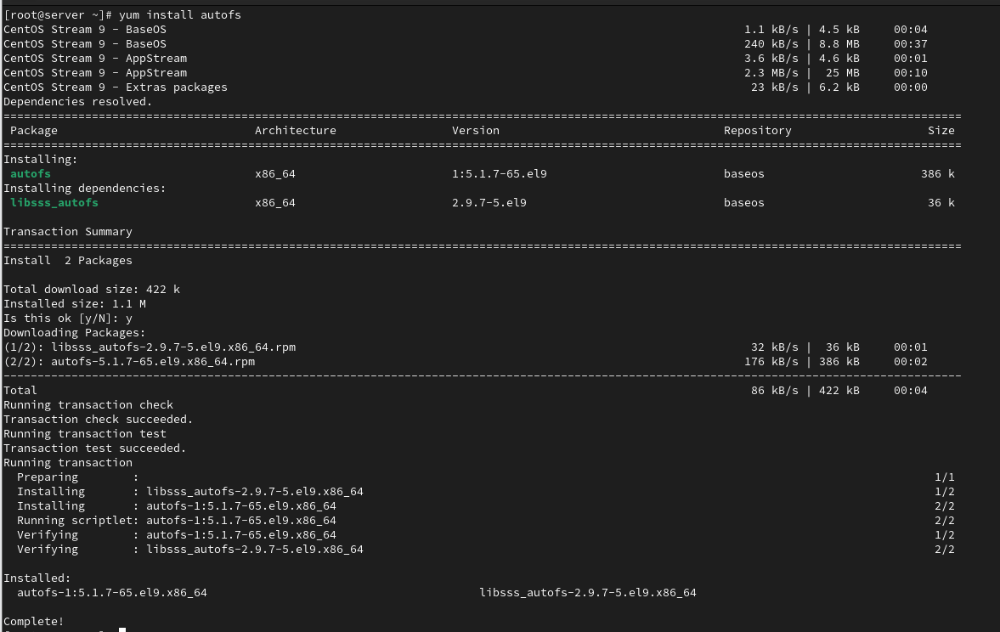 [root@server ~]# yum install autofs
CentOS Stream 9 - BaseOS                                                                                     1.1 kB/s | 4.5 kB     00:04
CentOS Stream 9 - BaseOS                                                                                     240 kB/s | 8.8 MB     00:37
CentOS Stream 9 - AppStream                                                                                  3.6 kB/s | 4.6 kB     00:01
CentOS Stream 9 - AppStream                                                                                  2.3 MB/s |  25 MB     00:10
CentOS Stream 9 - Extras packages                                                                             23 kB/s | 6.2 kB     00:00
Dependencies resolved.
=============================================================================================================================================
 Package                             Architecture                 Version                                 Repository                    Size
=============================================================================================================================================
Installing:
 autofs                              x86_64                       1:5.1.7-65.el9                          baseos                       386 k
Installing dependencies:
 libsss_autofs                       x86_64                       2.9.7-5.el9                             baseos                        36 k
Transaction Summary
=============================================================================================================================================
Install  2 Packages
Total download size: 422 k
Installed size: 1.1 M
Is this ok [y/N]: y
Downloading Packages:
(1/2): libsss_autofs-2.9.7-5.el9.x86_64.rpm                                                                   32 kB/s |  36 kB     00:01
(2/2): autofs-5.1.7-65.el9.x86_64.rpm                                                                        176 kB/s | 386 kB     00:02
---------------------------------------------------------------------------------------------------------------------------------------------
Total                                                                                                         86 kB/s | 422 kB     00:04
Running transaction check
Transaction check succeeded.
Running transaction test
Transaction test succeeded.
Running transaction
  Preparing        :                                                                                                                     1/1
  Installing       : libsss_autofs-2.9.7-5.el9.x86_64                                                                                    1/2
  Installing       : autofs-1:5.1.7-65.el9.x86_64                                                                                        2/2
  Running scriptlet: autofs-1:5.1.7-65.el9.x86_64                                                                                        2/2
  Verifying        : autofs-1:5.1.7-65.el9.x86_64                                                                                        1/2
  Verifying        : libsss_autofs-2.9.7-5.el9.x86_64                                                                                    2/2
Installed:
  autofs-1:5.1.7-65.el9.x86_64                                        libsss_autofs-2.9.7-5.el9.x86_64
Complete!